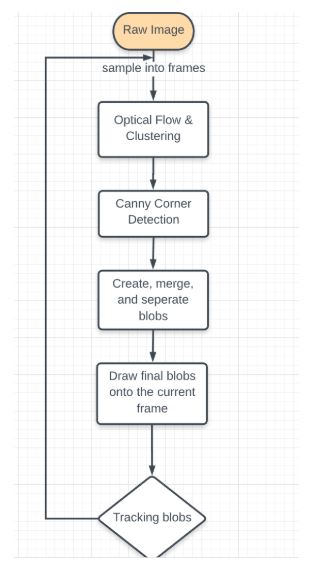 Raw Image
sample into frames
Optical Flow &
Clustering
Canny Corner
Detection
Create, merge,
and seperate
blobs
Draw final blobs
onto the current
frame
Tracking blobs